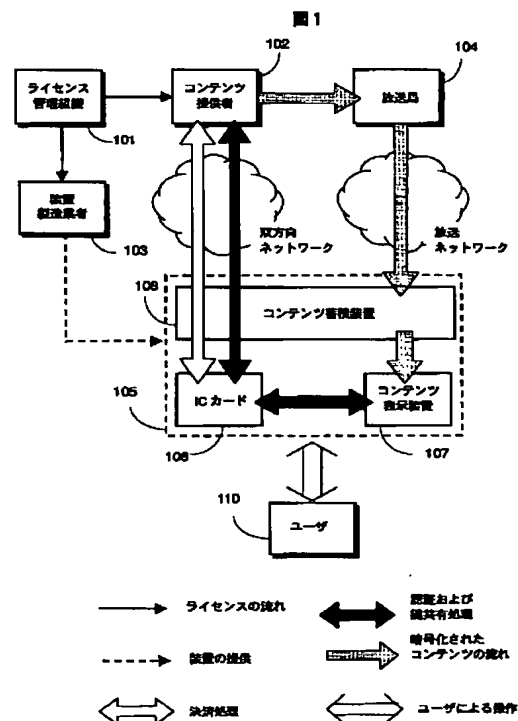 図1
102
104
ライセンス
管理組織
コンテンツ
提供者
放送局
101
装置
製造業者
103
双方向
ネットワーク
放送
ネットワーク
108
コンテンツ蓄積装置
105
ICカード
コンテンツ
表示装置
106
107
110
ユーザ
ライセンスの流れ
認証および
鍵共有処理
装置の提供
暗号化された
コンテンツの流れ
決済処理
ユーザによる操作